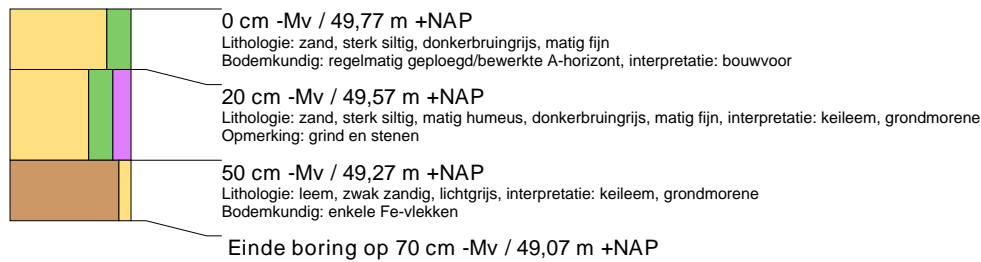 0 cm -Mv / 49,77 m +NAP
Lithologie: zand, sterk siltig, donkerbruingrijs, matig fijn
Bodemkundig: regelmatig geploegd/bewerkte A-horizont, interpretatie: bouwvoor
20 cm -Mv / 49,57 m +NAP
Lithologie: zand, sterk siltig, matig humeus, donkerbruingrijs, matig fijn, interpretatie: keileem, grondmorene
Opmerking: grind en stenen
50 cm -Mv / 49,27 m +NAP
Lithologie: leem, zwak zandig, lichtgrijs, interpretatie: keileem, grondmorene
Bodemkundig: enkele Fe-vlekken
Einde boring op 70 cm -Mv / 49,07 m +NAP